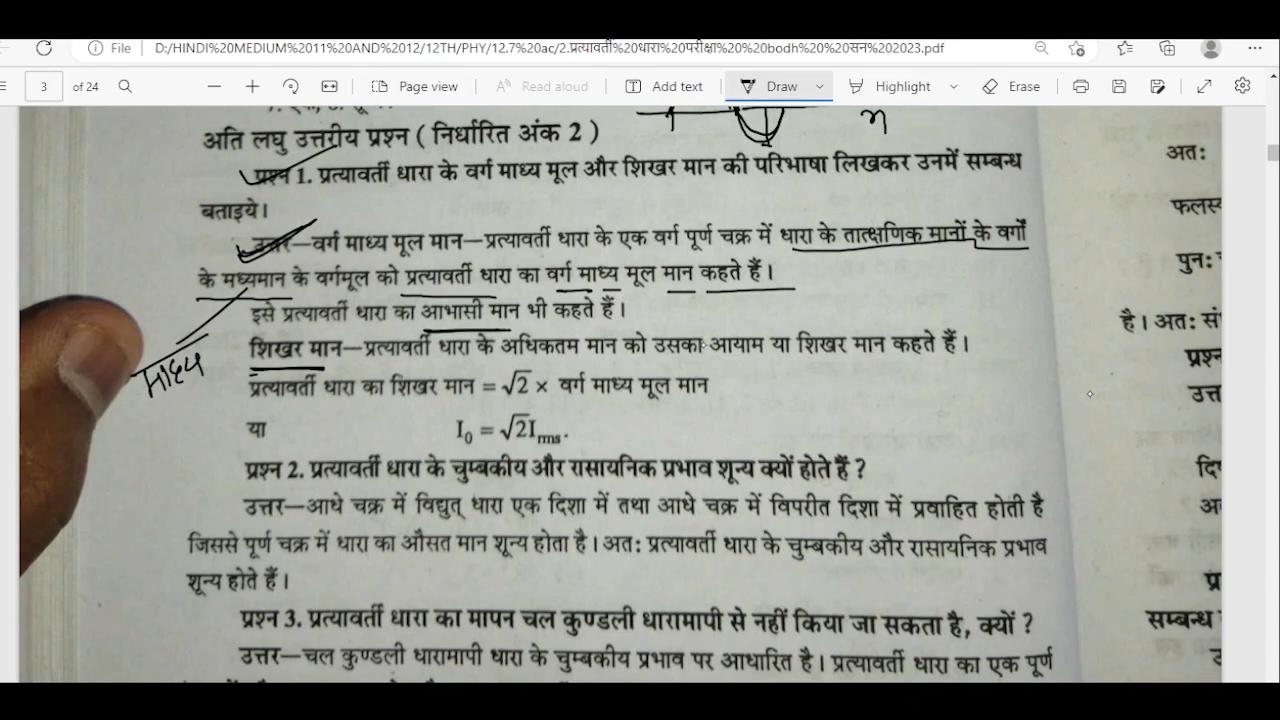 File D:/HINDI%20MEDIUM%2011%20AND%2012/12TH/PHY/12.7%20ac/2.प्रत्यावर्ती%20धारा%20परीक्षा%20%20bodh%20%20सन%202023.pdf
3 of 24 Page view Read aloud Add text Draw Highlight Erase
n
अति लघु उत्तरीय प्रश्न ( निर्धारित अंक 2 )
प्रश्न 1. प्रत्यावर्ती धारा के वर्ग माध्य मूल और शिखर मान की परिभाषा लिखकर उनमें सम्बन्ध
बताइये।
उत्तर—वर्ग माध्य मूल मान—प्रत्यावर्ती धारा के एक वर्ग पूर्ण चक्र में धारा के तात्क्षणिक मानों के वर्गों
के मध्यमान के वर्गमूल को प्रत्यावर्ती धारा का वर्ग माध्य मूल मान कहते हैं।
इसे प्रत्यावर्ती धारा का आभासी मान भी कहते हैं।
शिखर मान—प्रत्यावर्ती धारा के अधिकतम मान को उसका आयाम या शिखर मान कहते हैं।
माध्य
प्रत्यावर्ती धारा का शिखर मान = √2 × वर्ग माध्य मूल मान
या I₀ = √2Iᵣₘₛ.
प्रश्न 2. प्रत्यावर्ती धारा के चुम्बकीय और रासायनिक प्रभाव शून्य क्यों होते हैं ?
उत्तर—आधे चक्र में विद्युत् धारा एक दिशा में तथा आधे चक्र में विपरीत दिशा में प्रवाहित होती है
जिससे पूर्ण चक्र में धारा का औसत मान शून्य होता है। अत: प्रत्यावर्ती धारा के चुम्बकीय और रासायनिक प्रभाव
शून्य होते हैं।
प्रश्न 3. प्रत्यावर्ती धारा का मापन चल कुण्डली धारामापी से नहीं किया जा सकता है, क्यों ?
उत्तर—चल कुण्डली धारामापी धारा के चुम्बकीय प्रभाव पर आधारित है। प्रत्यावर्ती धारा का एक पूर्ण
अत:
पुन:
है। अत:
सम्बन्ध